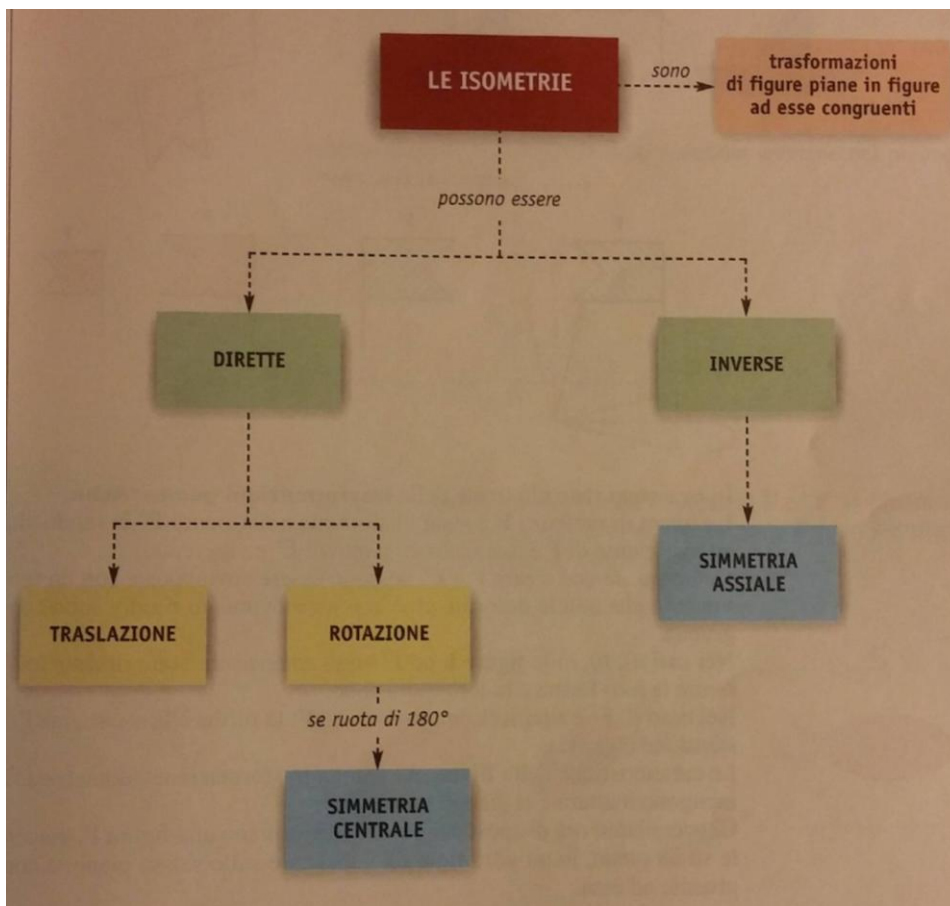 LE ISOMETRIE
sono
trasformazioni
di figure piane in figure
ad esse congruenti
possono essere
DIRETTE
INVERSE
TRASLAZIONE
ROTAZIONE
SIMMETRIA
ASSIALE
se ruota di 180°
SIMMETRIA
CENTRALE